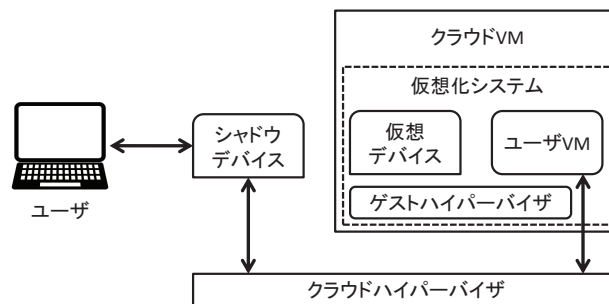 クラウドVM
仮想化システム
シャドウ
デバイス
仮想
デバイス
ユーザVM
ゲストハイパーバイザ
ユーザ
クラウドハイパーバイザ